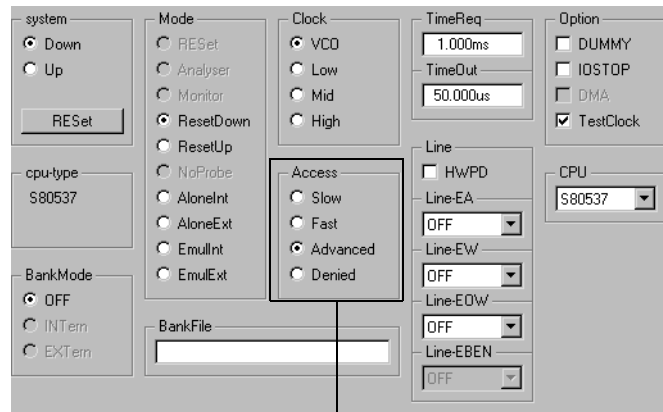 system
Down
Up
RESet
cpu-type
S80537
BankMode
OFF
INTern
EXTern
Mode
RESet
Analyser
Monitor
ResetDown
ResetUp
NoProbe
AloneInt
AloneExt
EmulInt
EmulExt
BankFile
Clock
VCO
Low
Mid
High
Access
Slow
Fast
Advanced
Denied
TimeReq
1.000ms
TimeOut
50.000us
Line
HWPD
Line-EA
OFF
Line-EW
OFF
Line-EOW
OFF
Line-EBEN
OFF
Option
DUMMY
IOSTOP
DMA
TestClock
CPU
S80537